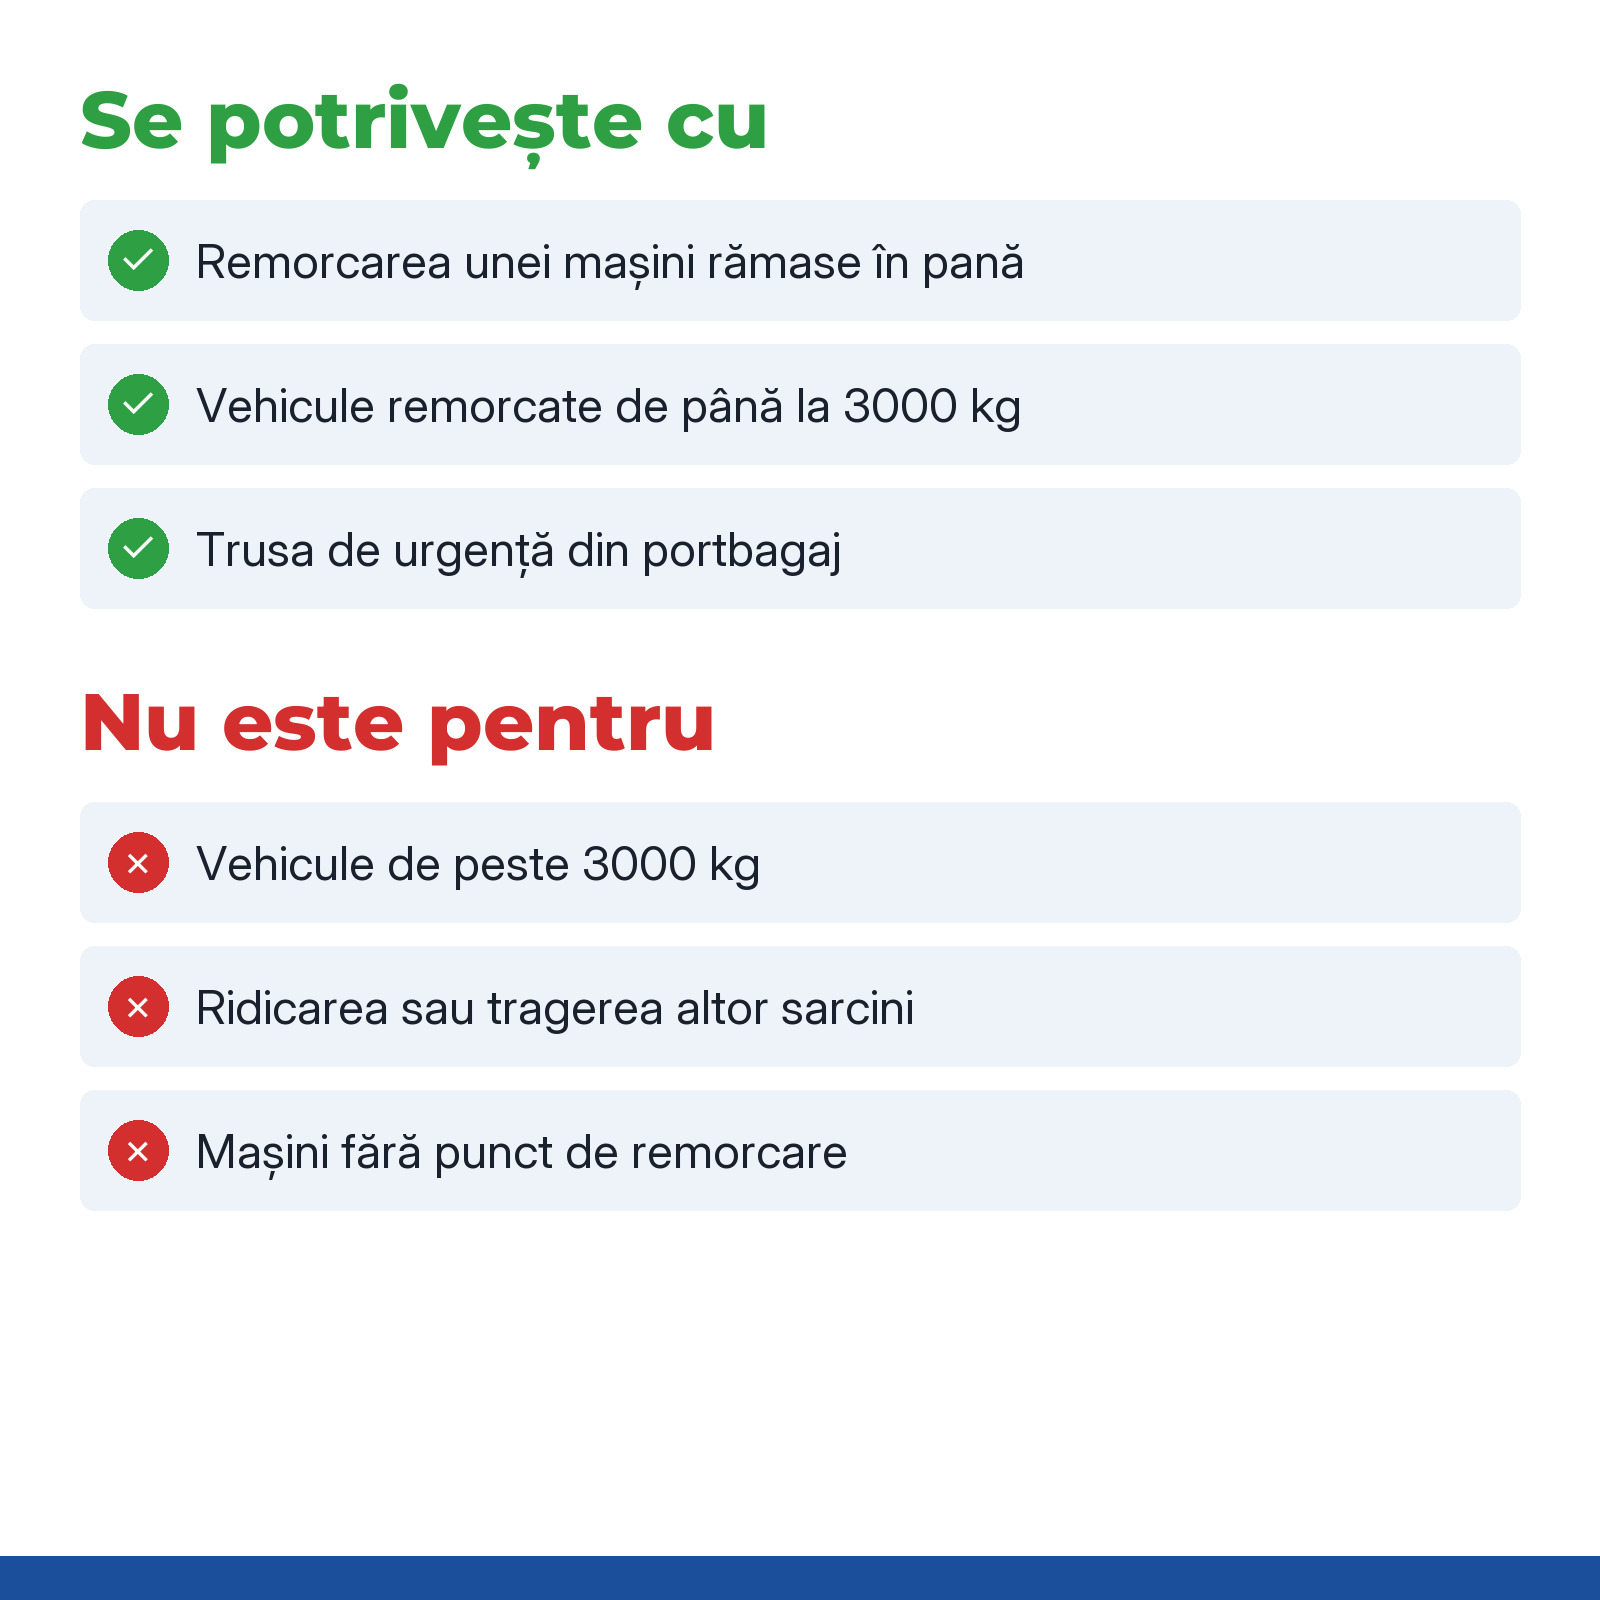 Se potrivește cu
Remorcarea unei mașini rămase în pană
Vehicule remorcate de până la 3000 kg
Trusa de urgență din portbagaj
Nu este pentru
Vehicule de peste 3000 kg
Ridicarea sau tragerea altor sarcini
Mașini fără punct de remorcare